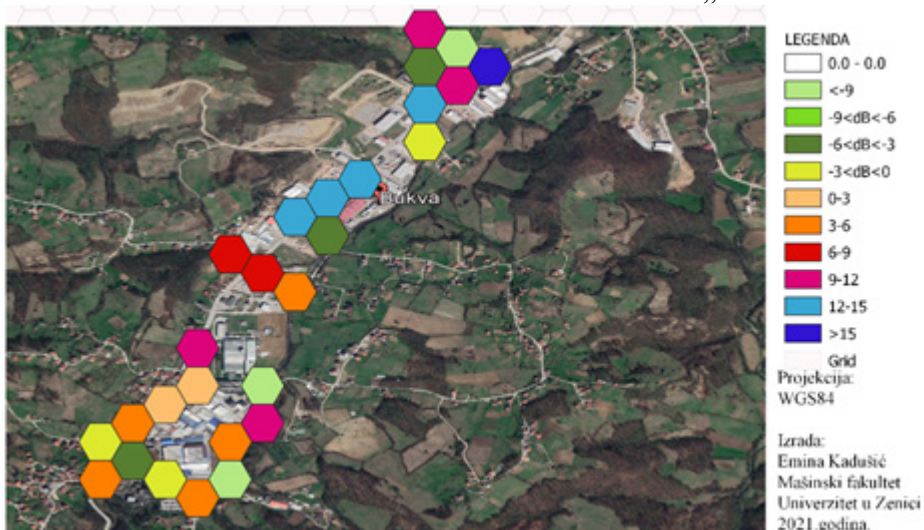 „
LEGENDA
0.0 - 0.0
<-9
-9<dB<-6
-6<dB<-3
-3<dB<0
0-3
3-6
6-9
9-12
12-15
>15
Grid
Bukva
Projekcija:
WGS84
Izrada:
Emina Kadušić
Mašinski fakultet
Univerzitet u Zenici
2021.godina